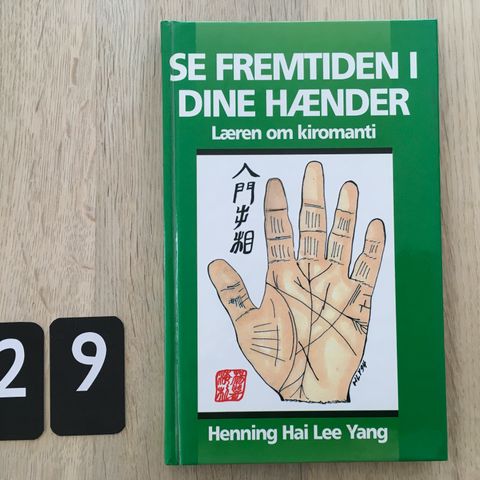 SE FREMTIDEN I
DINE HÆNDER
Læren om kiromanti
入門手相
Henning Hai Lee Yang
29